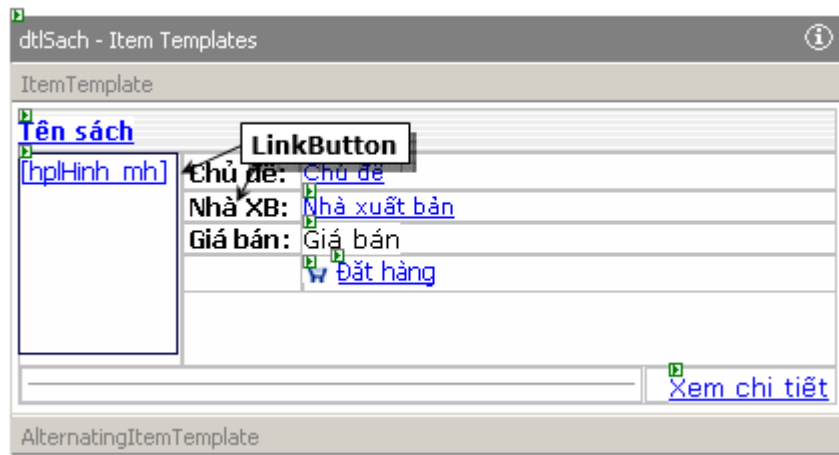 dtlSach - Item Templates
ItemTemplate
Tên sách
LinkButton
[hplHinh_mh]
Chủ đề: Chủ đề
Nhà XB: Nhà xuất bản
Giá bán: Giá bán
Đặt hàng
Xem chi tiết
AlternatingItemTemplate